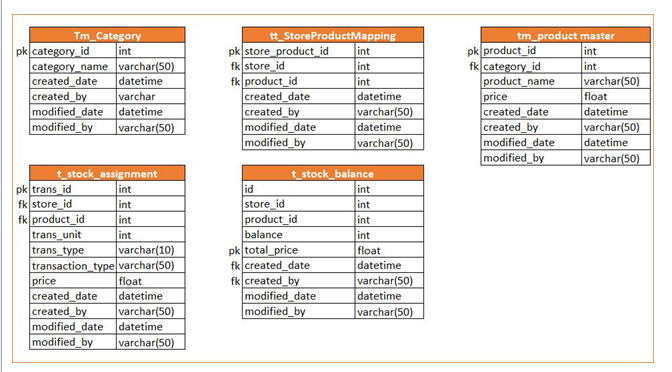 Tm_Category
pk category_id int
category_name varchar(50)
created_date datetime
created_by varchar
modified_date datetime
modified_by varchar(50)
tt_StoreProductMapping
pk store_product_id int
fk store_id int
fk product_id int
created_date datetime
created_by varchar(50)
modified_date datetime
modified_by varchar(50)
tm_product master
pk product_id int
fk category_id int
product_name varchar(50)
price float
created_date datetime
created_by varchar(50)
modified_date datetime
modified_by varchar(50)
t_stock_assignment
pk trans_id int
fk store_id int
fk product_id int
trans_unit int
trans_type varchar(10)
transaction_type varchar(50)
price float
created_date datetime
created_by varchar(50)
modified_date datetime
modified_by varchar(50)
t_stock_balance
id int
store_id int
product_id int
balance int
pk total_price float
fk created_date datetime
fk created_by varchar(50)
modified_date datetime
modified_by varchar(50)